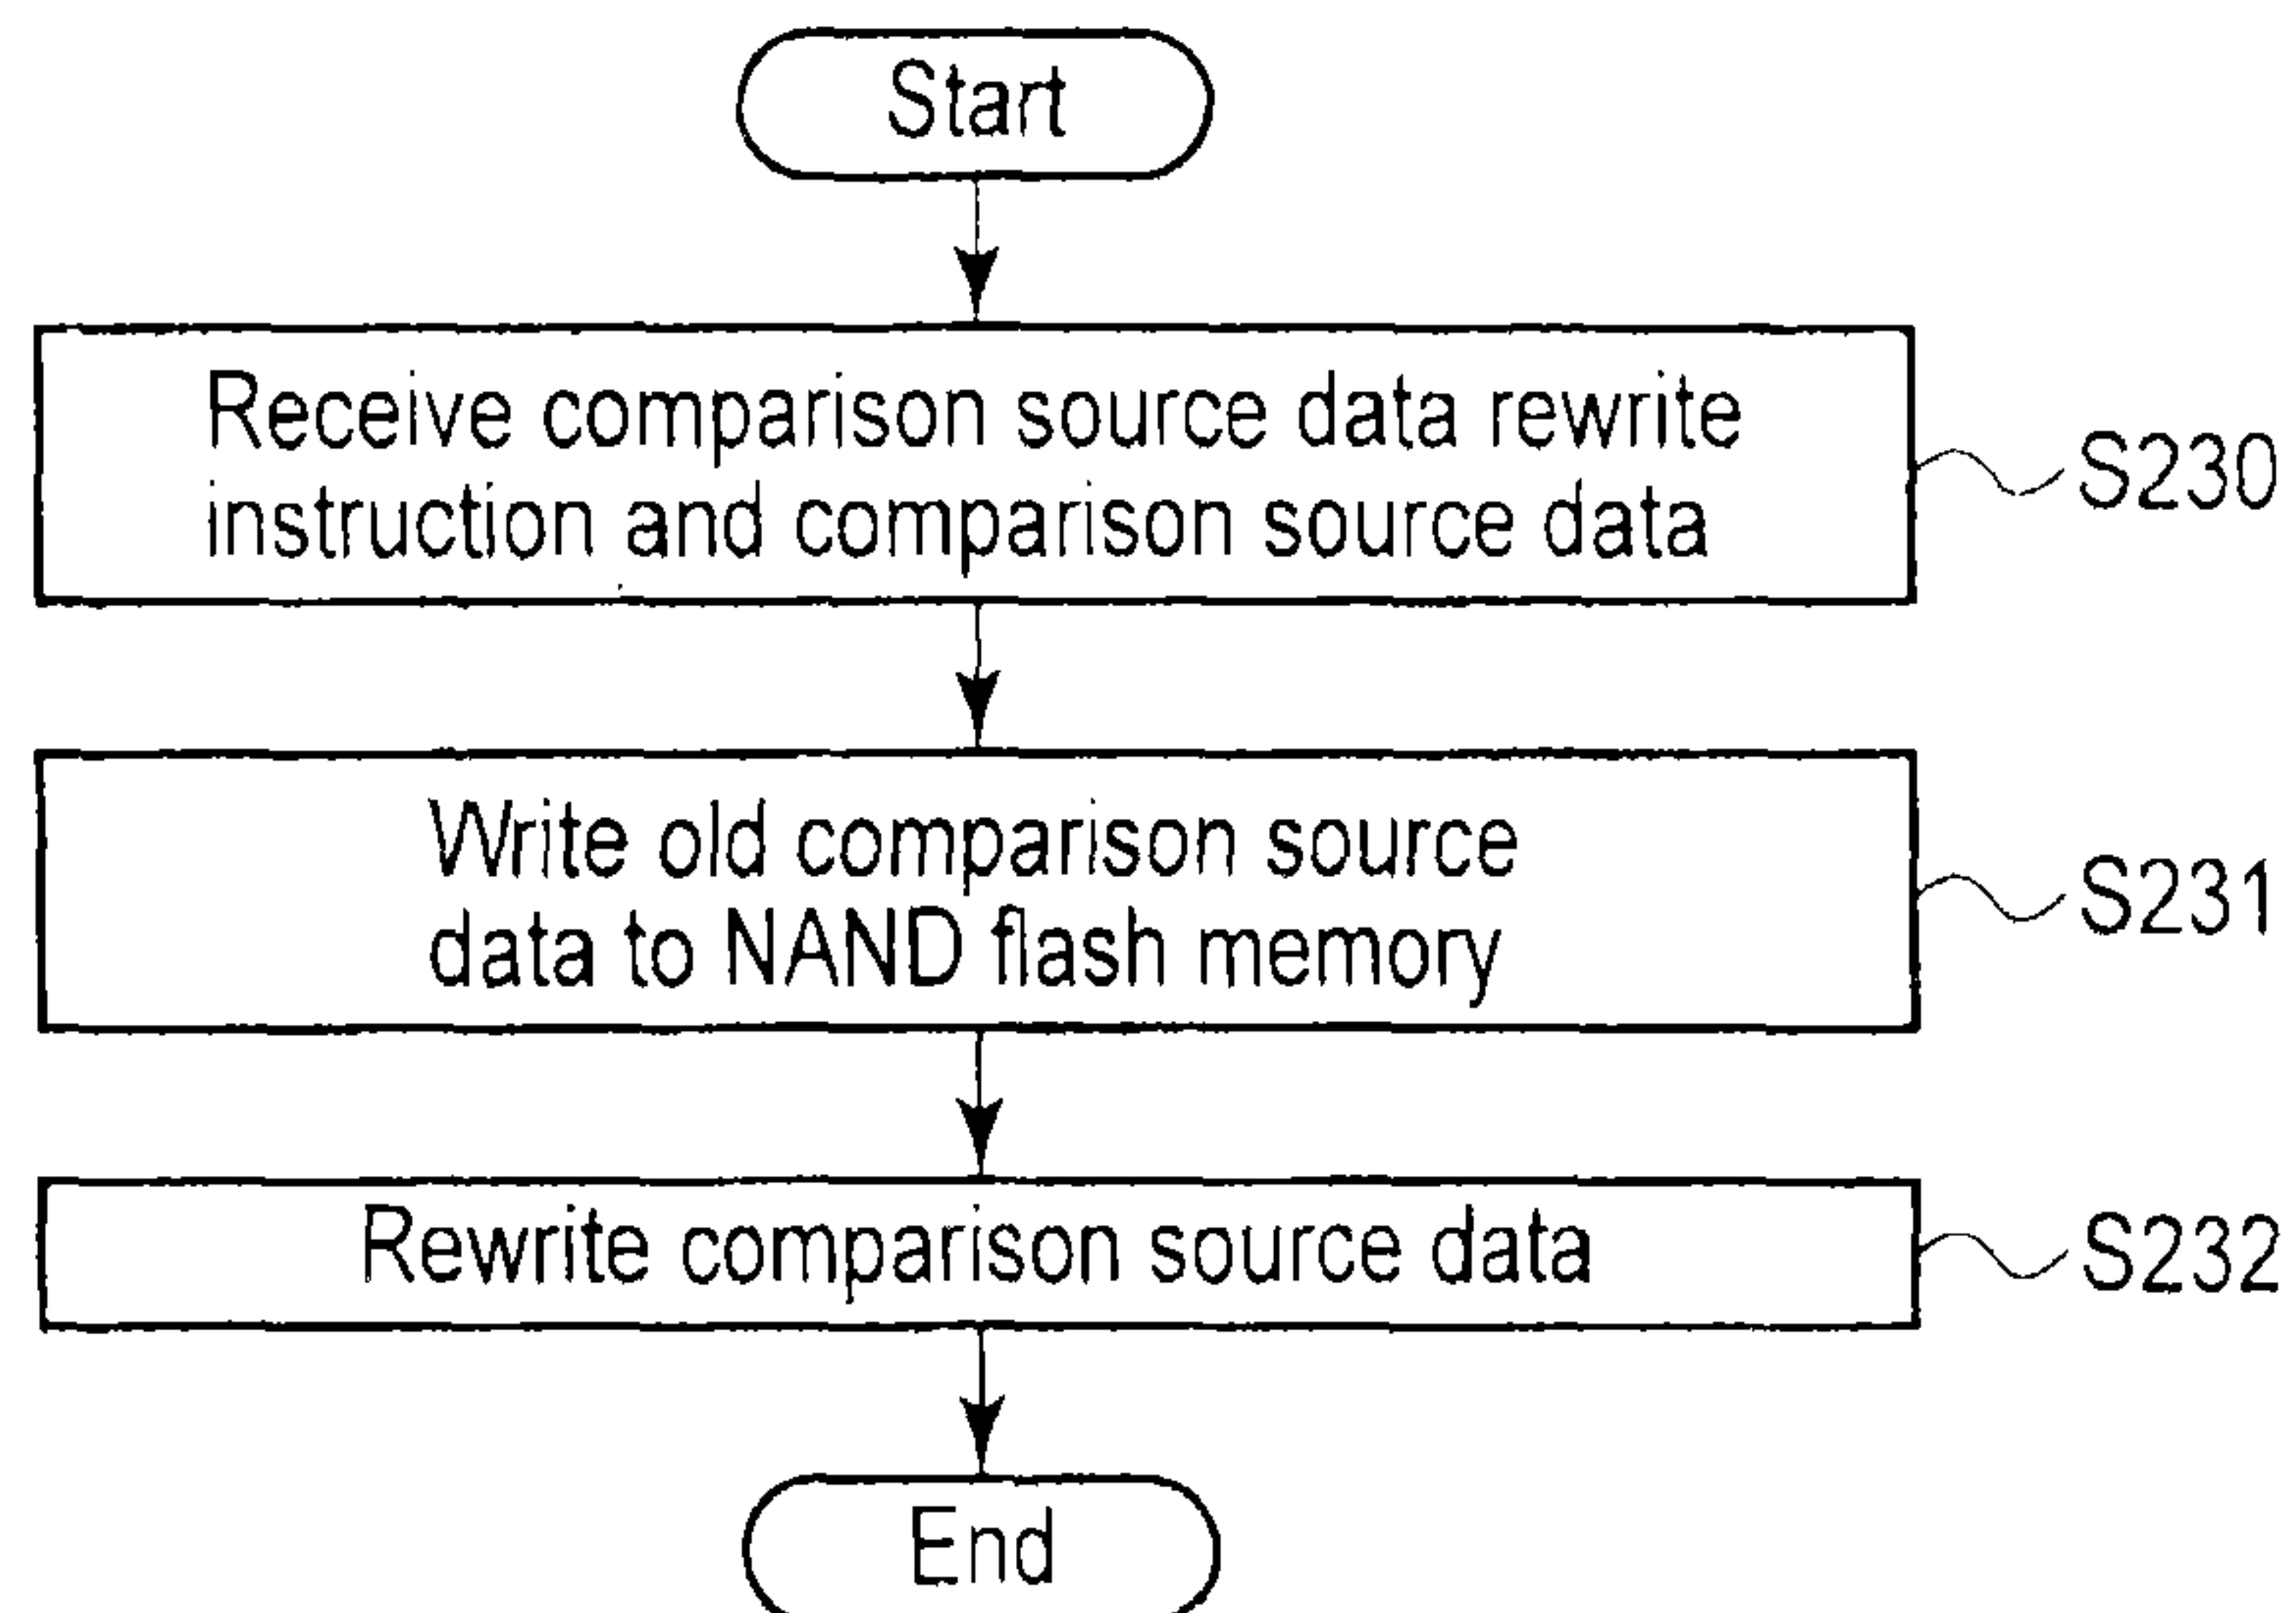 Start
Receive comparison source data rewrite
instruction and comparison source data
S230
Write old comparison source
data to NAND flash memory
S231
Rewrite comparison source data
S232
End